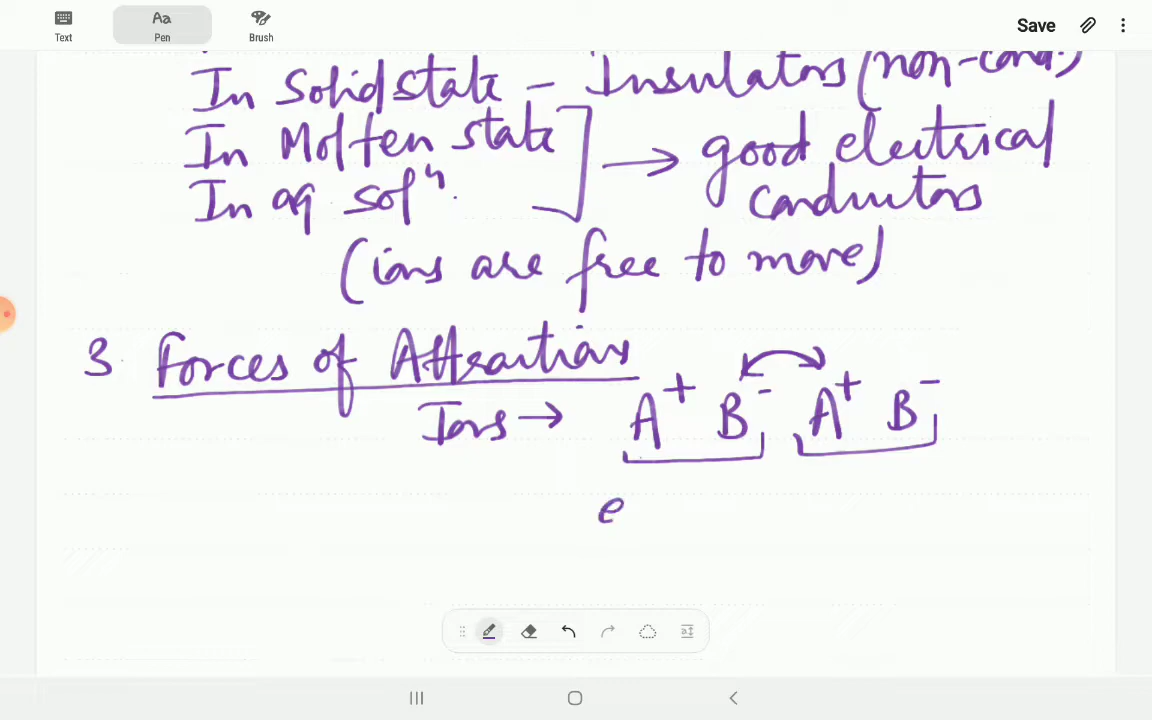 Text
Pen
Brush
Save
In Solid state - Insulators (non-cond.)
In Molten state
In aq sol^n.
→ good electrical
conductors
(ions are free to move)
3. Forces of Attraction
Ions → A⁺ B⁻ A⁺ B⁻
e